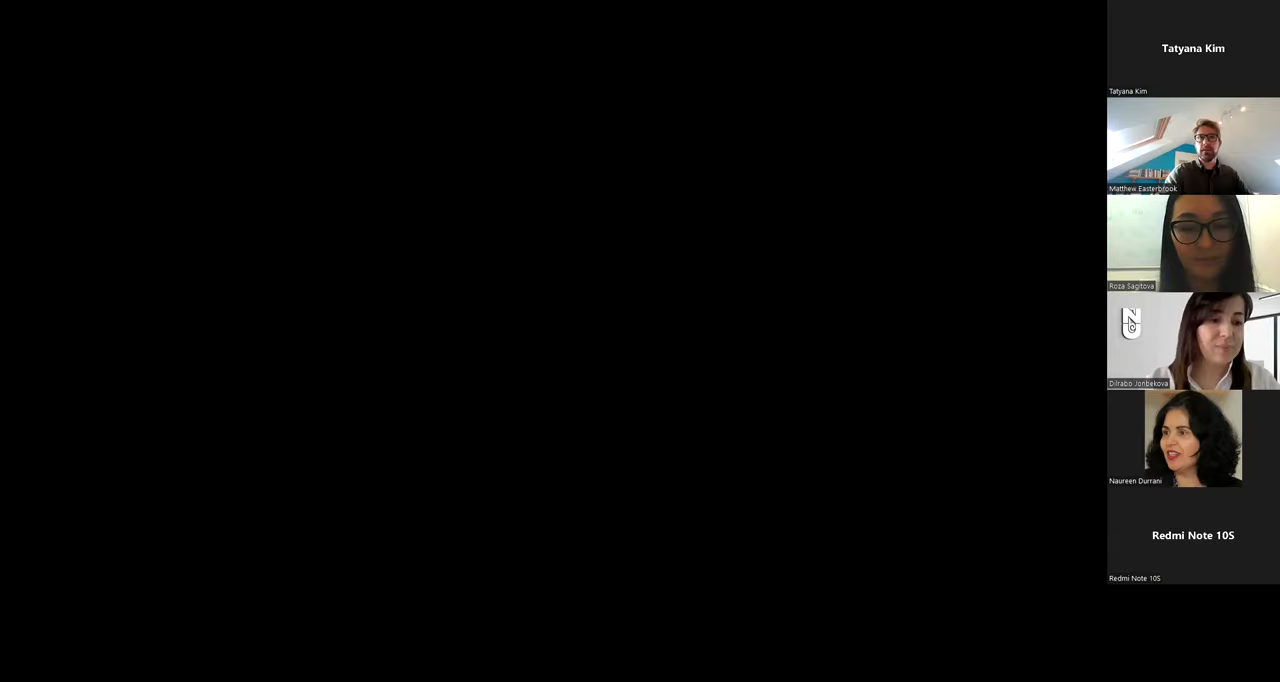 Tatyana Kim
Tatyana Kim
Matthew Easterbrook
Roza Sagitova
Dilrabo Jonbekova
Naureen Durrani
Redmi Note 10S
Redmi Note 10S